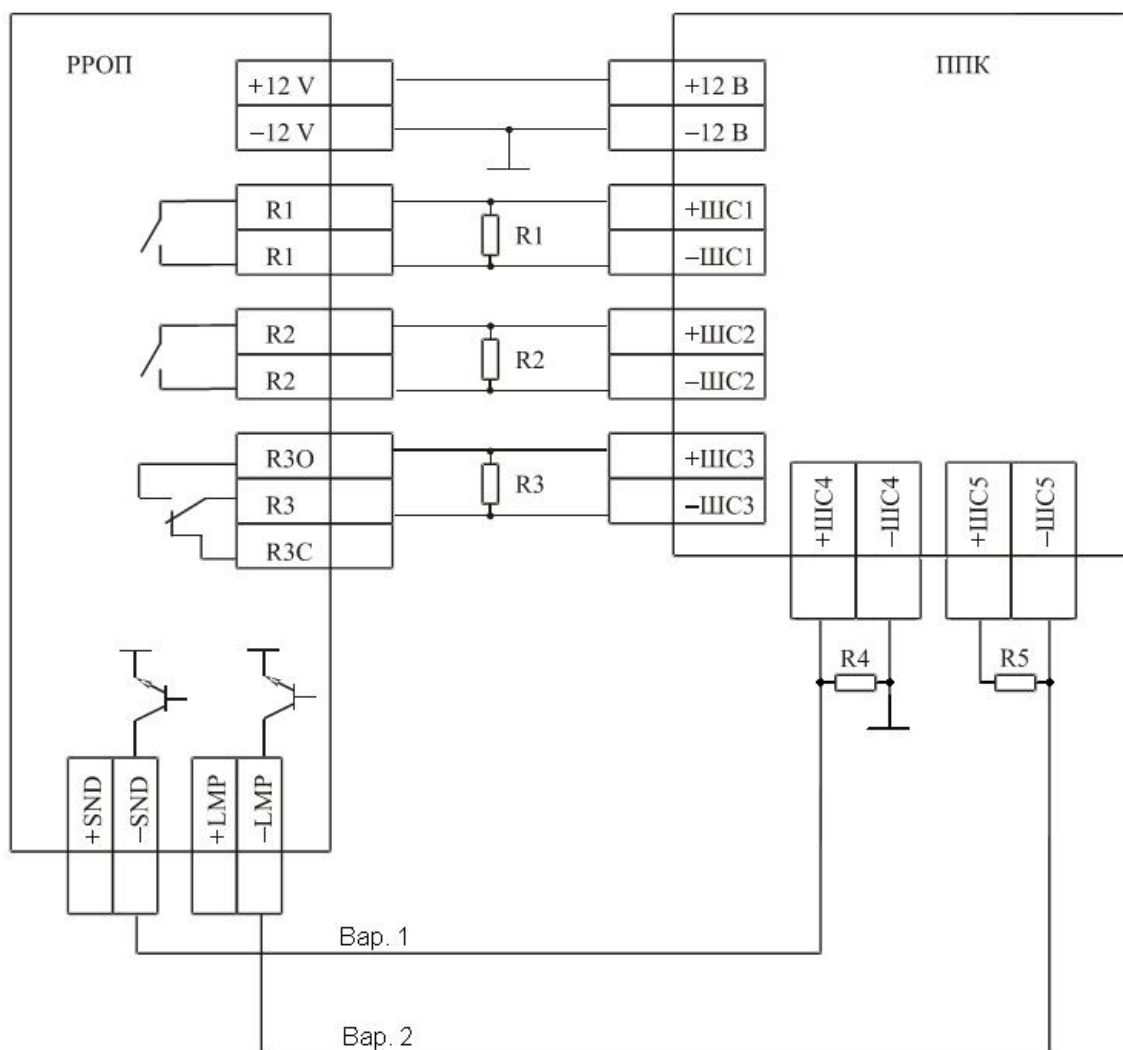 РРОП
ППК
+12 V
−12 V
+12 В
−12 В
R1
R1
R1
+ШС1
−ШС1
R2
R2
R2
+ШС2
−ШС2
R3O
R3
R3C
R3
+ШС3
−ШС3
+ШС4
−ШС4
+ШС5
−ШС5
R4
R5
+SND
−SND
+LMP
−LMP
Вар. 1
Вар. 2